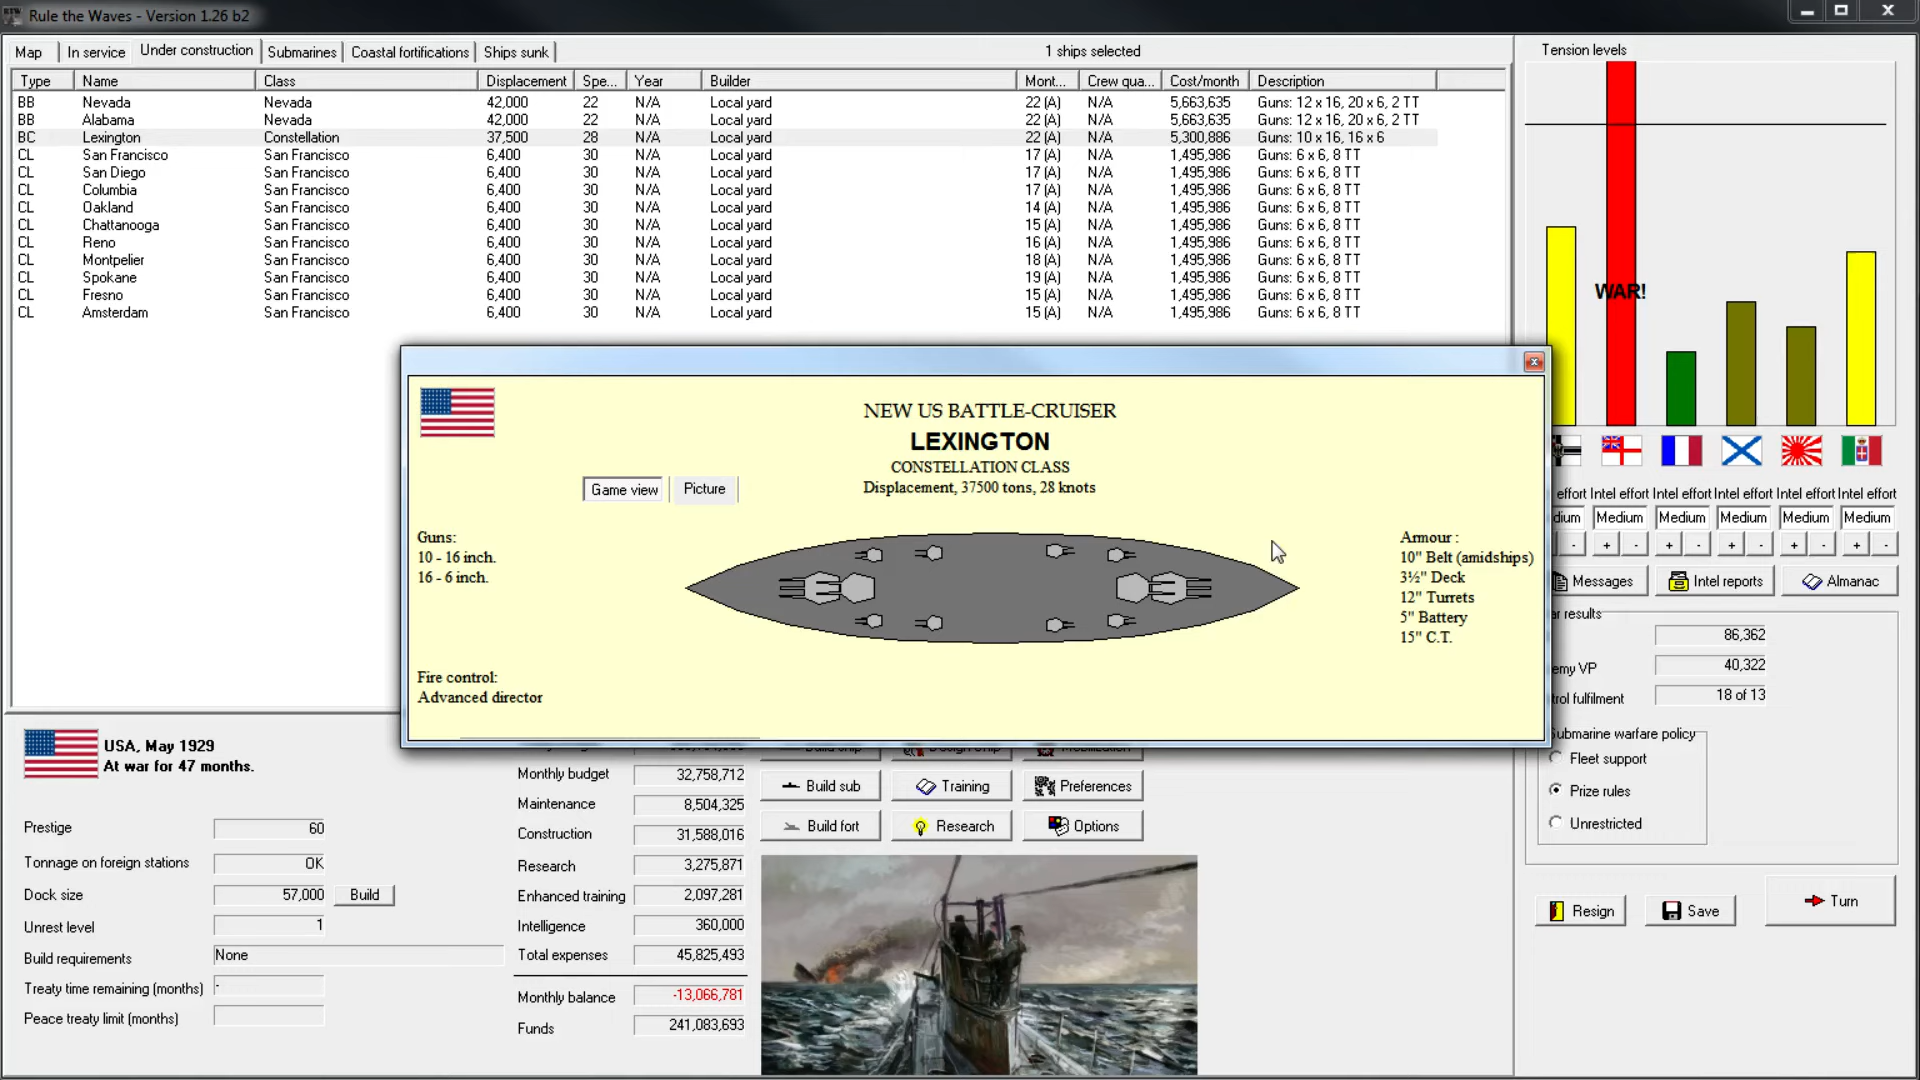 Rule the Waves - Version 1.26 b2
Map In service Under construction Submarines Coastal fortifications Ships sunk 1 ships selected
Type Name Class Displacement Spe... Year Builder Mont... Crew qua... Cost/month Description
BB Nevada Nevada 42,000 22 N/A Local yard 22 (A) N/A 5,663,635 Guns: 12 x 16, 20 x 6, 2 TT
BB Alabama Nevada 42,000 22 N/A Local yard 22 (A) N/A 5,663,635 Guns: 12 x 16, 20 x 6, 2 TT
BC Lexington Constellation 37,500 28 N/A Local yard 22 (A) N/A 5,300,886 Guns: 10 x 16, 16 x 6
CL San Francisco San Francisco 6,400 30 N/A Local yard 17 (A) N/A 1,495,986 Guns: 6 x 6, 8 TT
CL San Diego San Francisco 6,400 30 N/A Local yard 17 (A) N/A 1,495,986 Guns: 6 x 6, 8 TT
CL Columbia San Francisco 6,400 30 N/A Local yard 17 (A) N/A 1,495,986 Guns: 6 x 6, 8 TT
CL Oakland San Francisco 6,400 30 N/A Local yard 14 (A) N/A 1,495,986 Guns: 6 x 6, 8 TT
CL Chattanooga San Francisco 6,400 30 N/A Local yard 15 (A) N/A 1,495,986 Guns: 6 x 6, 8 TT
CL Reno San Francisco 6,400 30 N/A Local yard 16 (A) N/A 1,495,986 Guns: 6 x 6, 8 TT
CL Montpelier San Francisco 6,400 30 N/A Local yard 18 (A) N/A 1,495,986 Guns: 6 x 6, 8 TT
CL Spokane San Francisco 6,400 30 N/A Local yard 19 (A) N/A 1,495,986 Guns: 6 x 6, 8 TT
CL Fresno San Francisco 6,400 30 N/A Local yard 15 (A) N/A 1,495,986 Guns: 6 x 6, 8 TT
CL Amsterdam San Francisco 6,400 30 N/A Local yard 15 (A) N/A 1,495,986 Guns: 6 x 6, 8 TT
Tension levels
WAR!
NEW US BATTLE-CRUISER
LEXINGTON
CONSTELLATION CLASS
Displacement, 37500 tons, 28 knots
Game view Picture
Guns:
10 - 16 inch.
16 - 6 inch.
Armour :
10" Belt (amidships)
3½" Deck
12" Turrets
5" Battery
15" C.T.
Fire control:
Advanced director
effort Intel effort Intel effort Intel effort Intel effort Intel effort
dium Medium Medium Medium Medium Medium
- + - + - + - + - + -
Messages Intel reports Almanac
ar results
86,362
emy VP 40,322
trol fulfilment 18 of 13
Submarine warfare policy
Fleet support
Prize rules
Unrestricted
Resign Save Turn
USA, May 1929
At war for 47 months.
Prestige 60
Tonnage on foreign stations OK
Dock size 57,000 Build
Unrest level 1
Build requirements None
Treaty time remaining (months) -
Peace treaty limit (months)
Monthly budget 32,758,712
Maintenance 8,504,325
Construction 31,588,016
Research 3,275,871
Enhanced training 2,097,281
Intelligence 360,000
Total expenses 45,825,493
Monthly balance -13,066,781
Funds 241,083,693
Build sub Training Preferences
Build fort Research Options